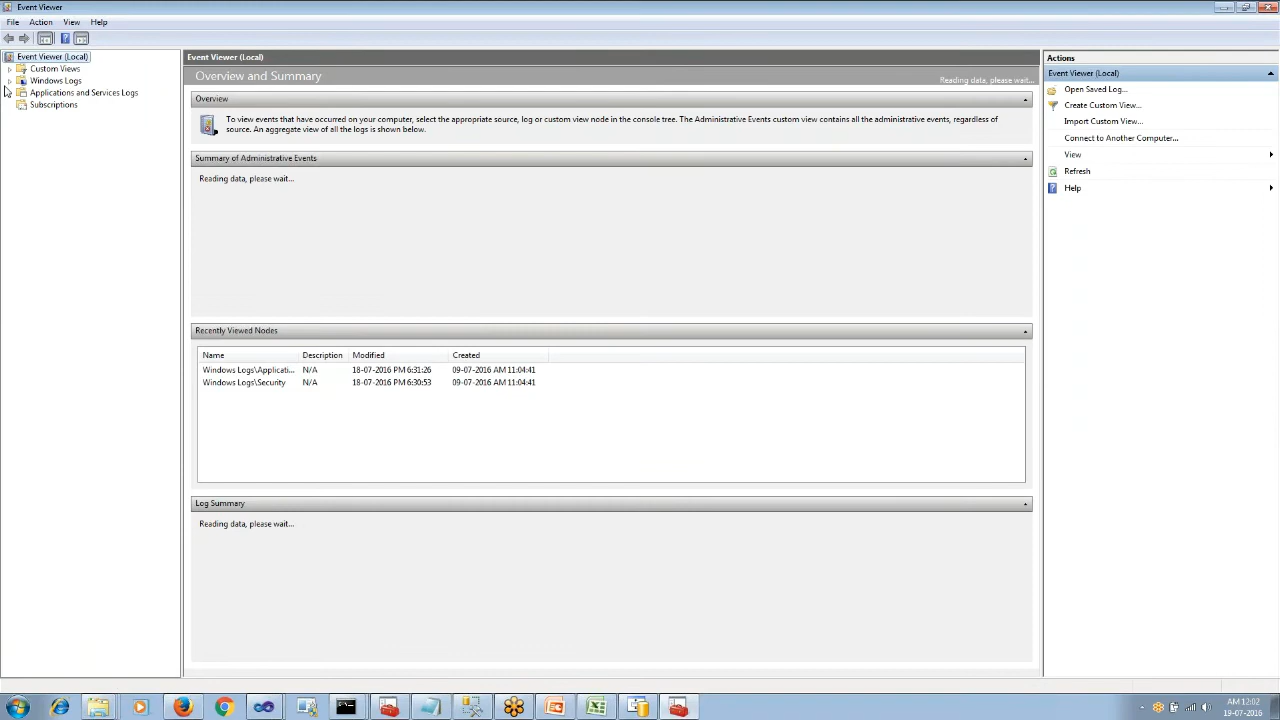 Event Viewer
File Action View Help
Event Viewer (Local)
Custom Views
Windows Logs
Applications and Services Logs
Subscriptions
Event Viewer (Local)
Overview and Summary
Reading data, please wait...
Overview
To view events that have occurred on your computer, select the appropriate source, log or custom view node in the console tree. The Administrative Events custom view contains all the administrative events, regardless of
source. An aggregate view of all the logs is shown below.
Summary of Administrative Events
Reading data, please wait...
Recently Viewed Nodes
Name Description Modified Created
Windows Logs\Applicati... N/A 18-07-2016 PM 6:31:26 09-07-2016 AM 11:04:41
Windows Logs\Security N/A 18-07-2016 PM 6:30:53 09-07-2016 AM 11:04:41
Log Summary
Reading data, please wait...
Actions
Event Viewer (Local)
Open Saved Log...
Create Custom View...
Import Custom View...
Connect to Another Computer...
View
Refresh
Help
AM 12:02
19-07-2016